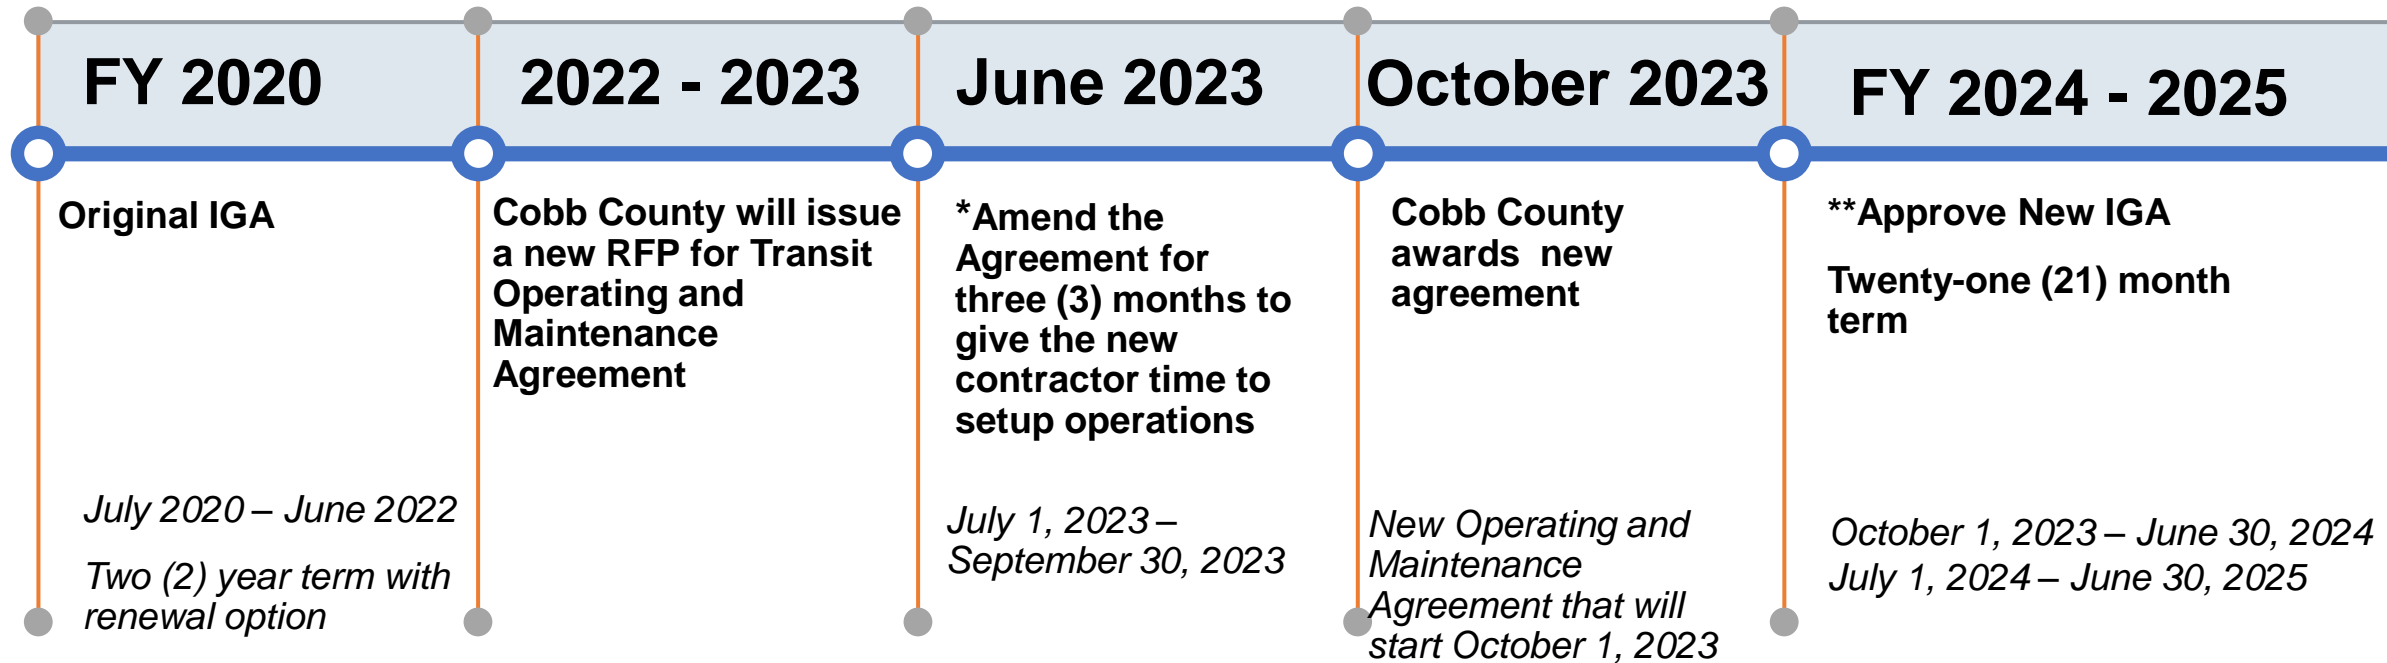 FY 2020
2022 - 2023
June 2023
October 2023
FY 2024 - 2025
Original IGA
July 2020 – June 2022
Two (2) year term with
renewal option
Cobb County will issue
a new RFP for Transit
Operating and
Maintenance
Agreement
*Amend the
Agreement for
three (3) months to
give the new
contractor time to
setup operations
July 1, 2023 –
September 30, 2023
Cobb County
awards  new
agreement
New Operating and
Maintenance
Agreement that will
start October 1, 2023
**Approve New IGA
Twenty-one (21) month
term
October 1, 2023 – June 30, 2024
July 1, 2024 – June 30, 2025